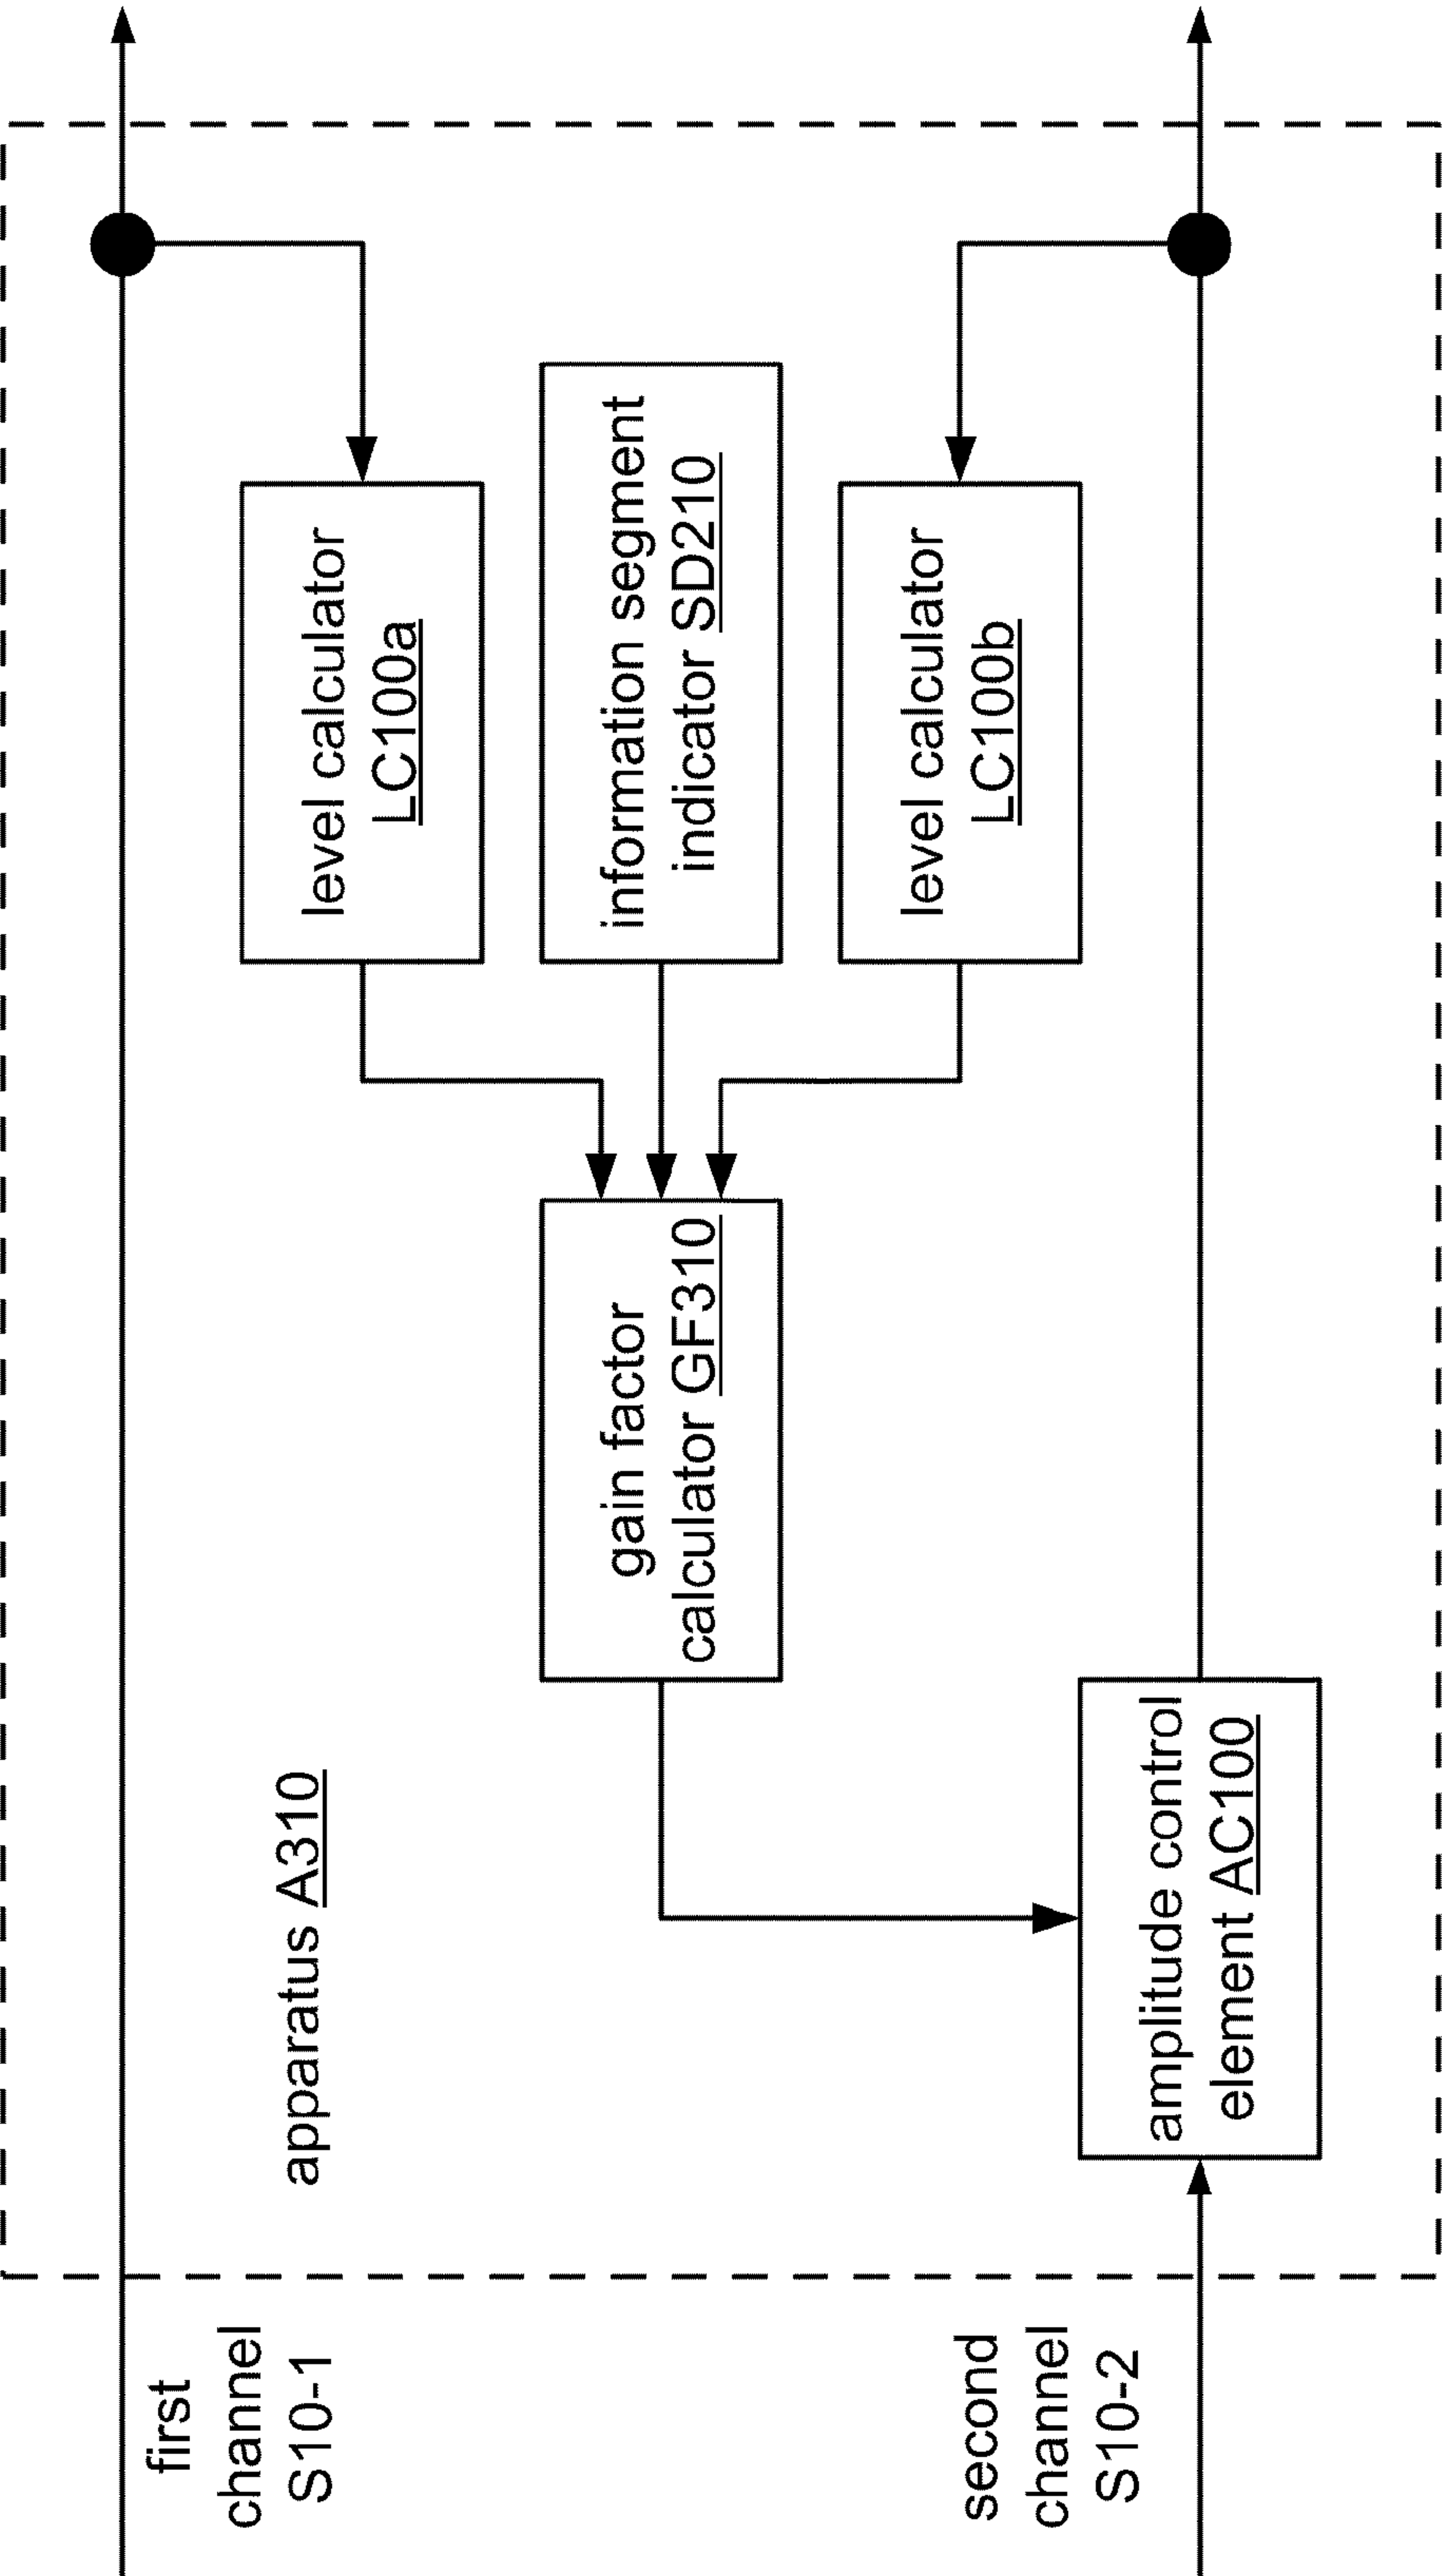 first
channel
S10-1
apparatus A310
level calculator
LC100a
gain factor
calculator GF310
information segment
indicator SD210
level calculator
LC100b
second
channel
S10-2
amplitude control
element AC100